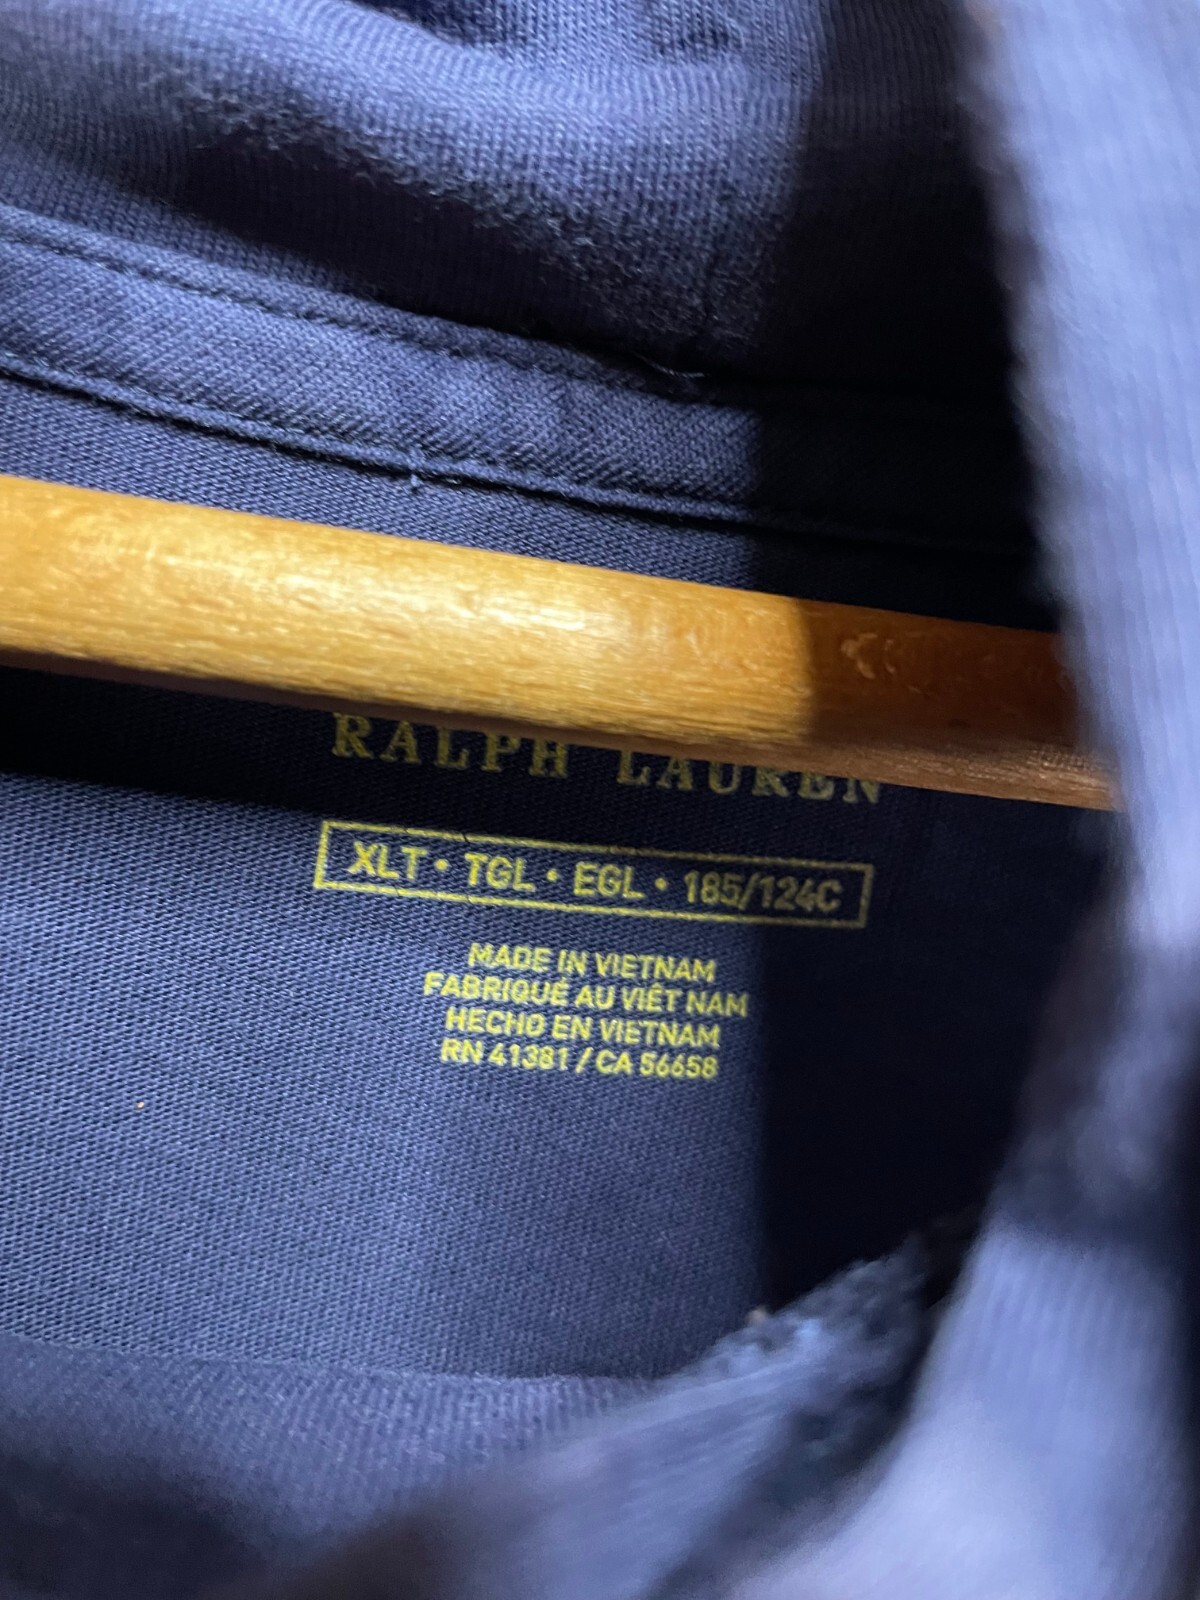 RALPH LAUREN
XLT • TGL • EGL • 185/124C
MADE IN VIETNAM
FABRIQUÉ AU VIÊT NAM
HECHO EN VIETNAM
RN 41381 / CA 56658